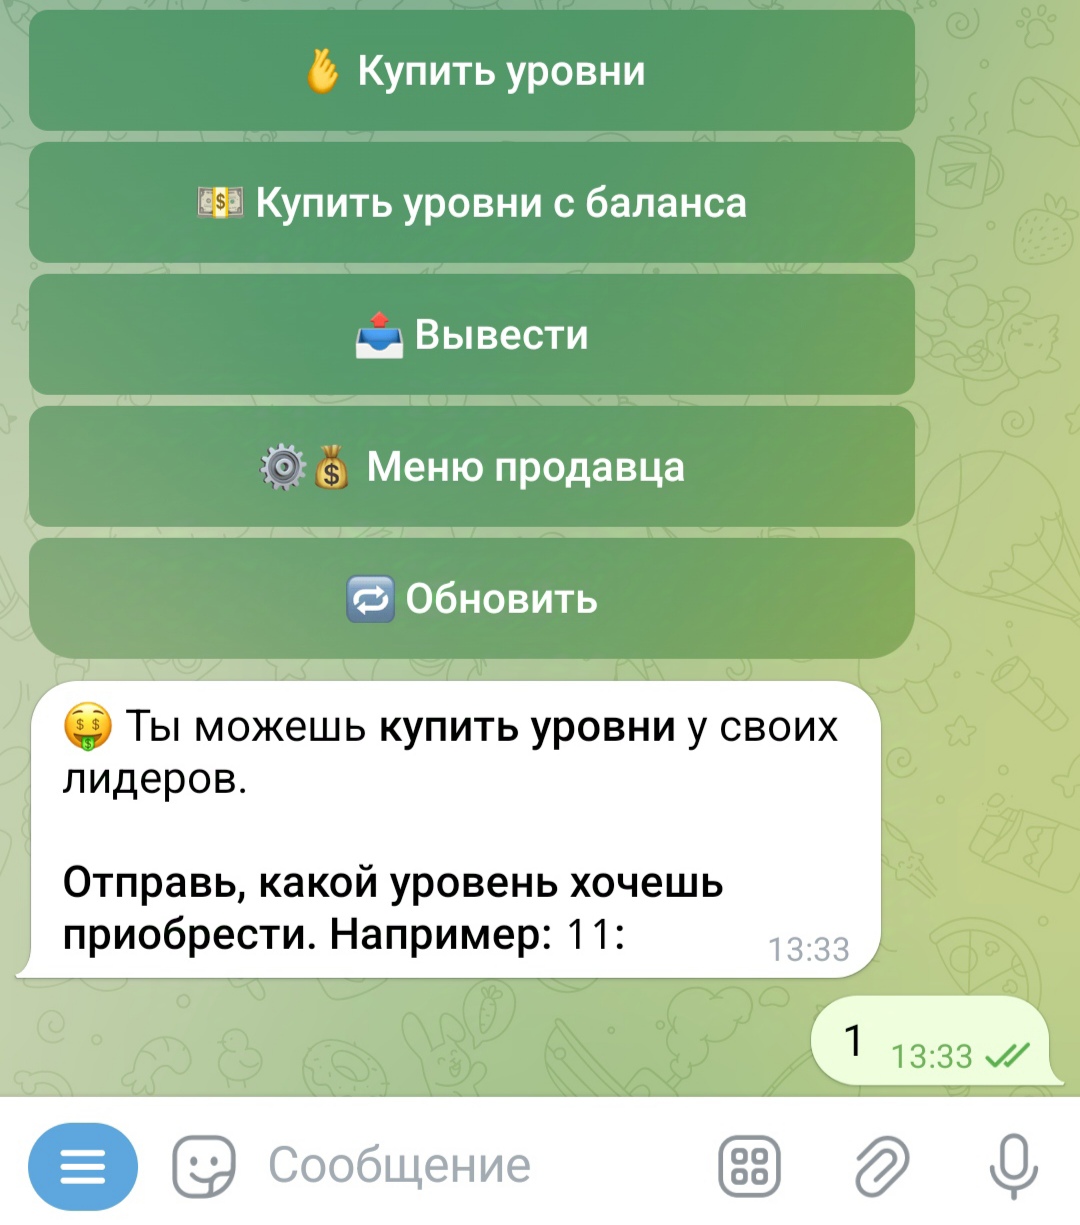 Купить уровни
Купить уровни с баланса
Вывести
Меню продавца
Обновить
Ты можешь купить уровни у своих
лидеров.
Отправь, какой уровень хочешь
приобрести. Например: 11:
13:33
1 13:33
Сообщение